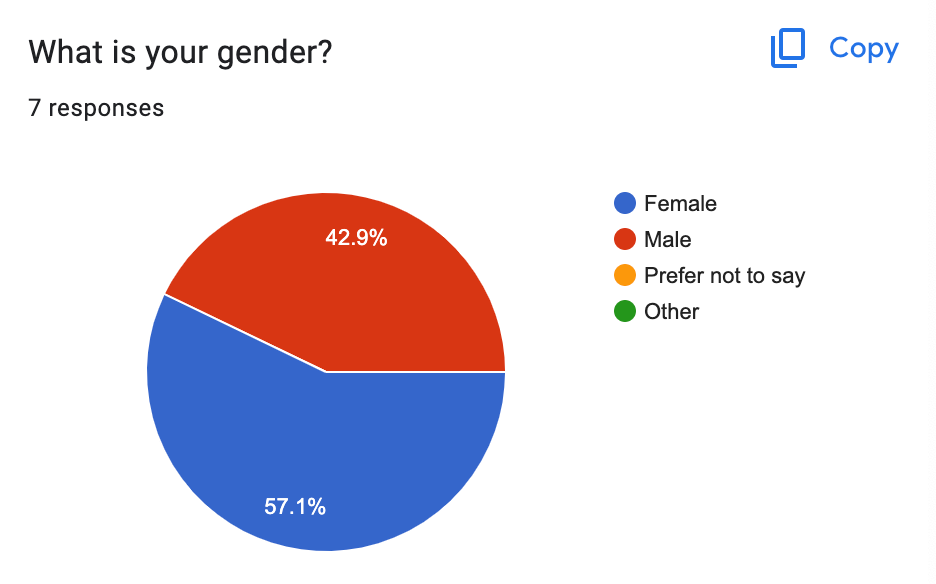 What is your gender?
Copy
7 responses
Female
Male
Prefer not to say
Other
42.9%
57.1%